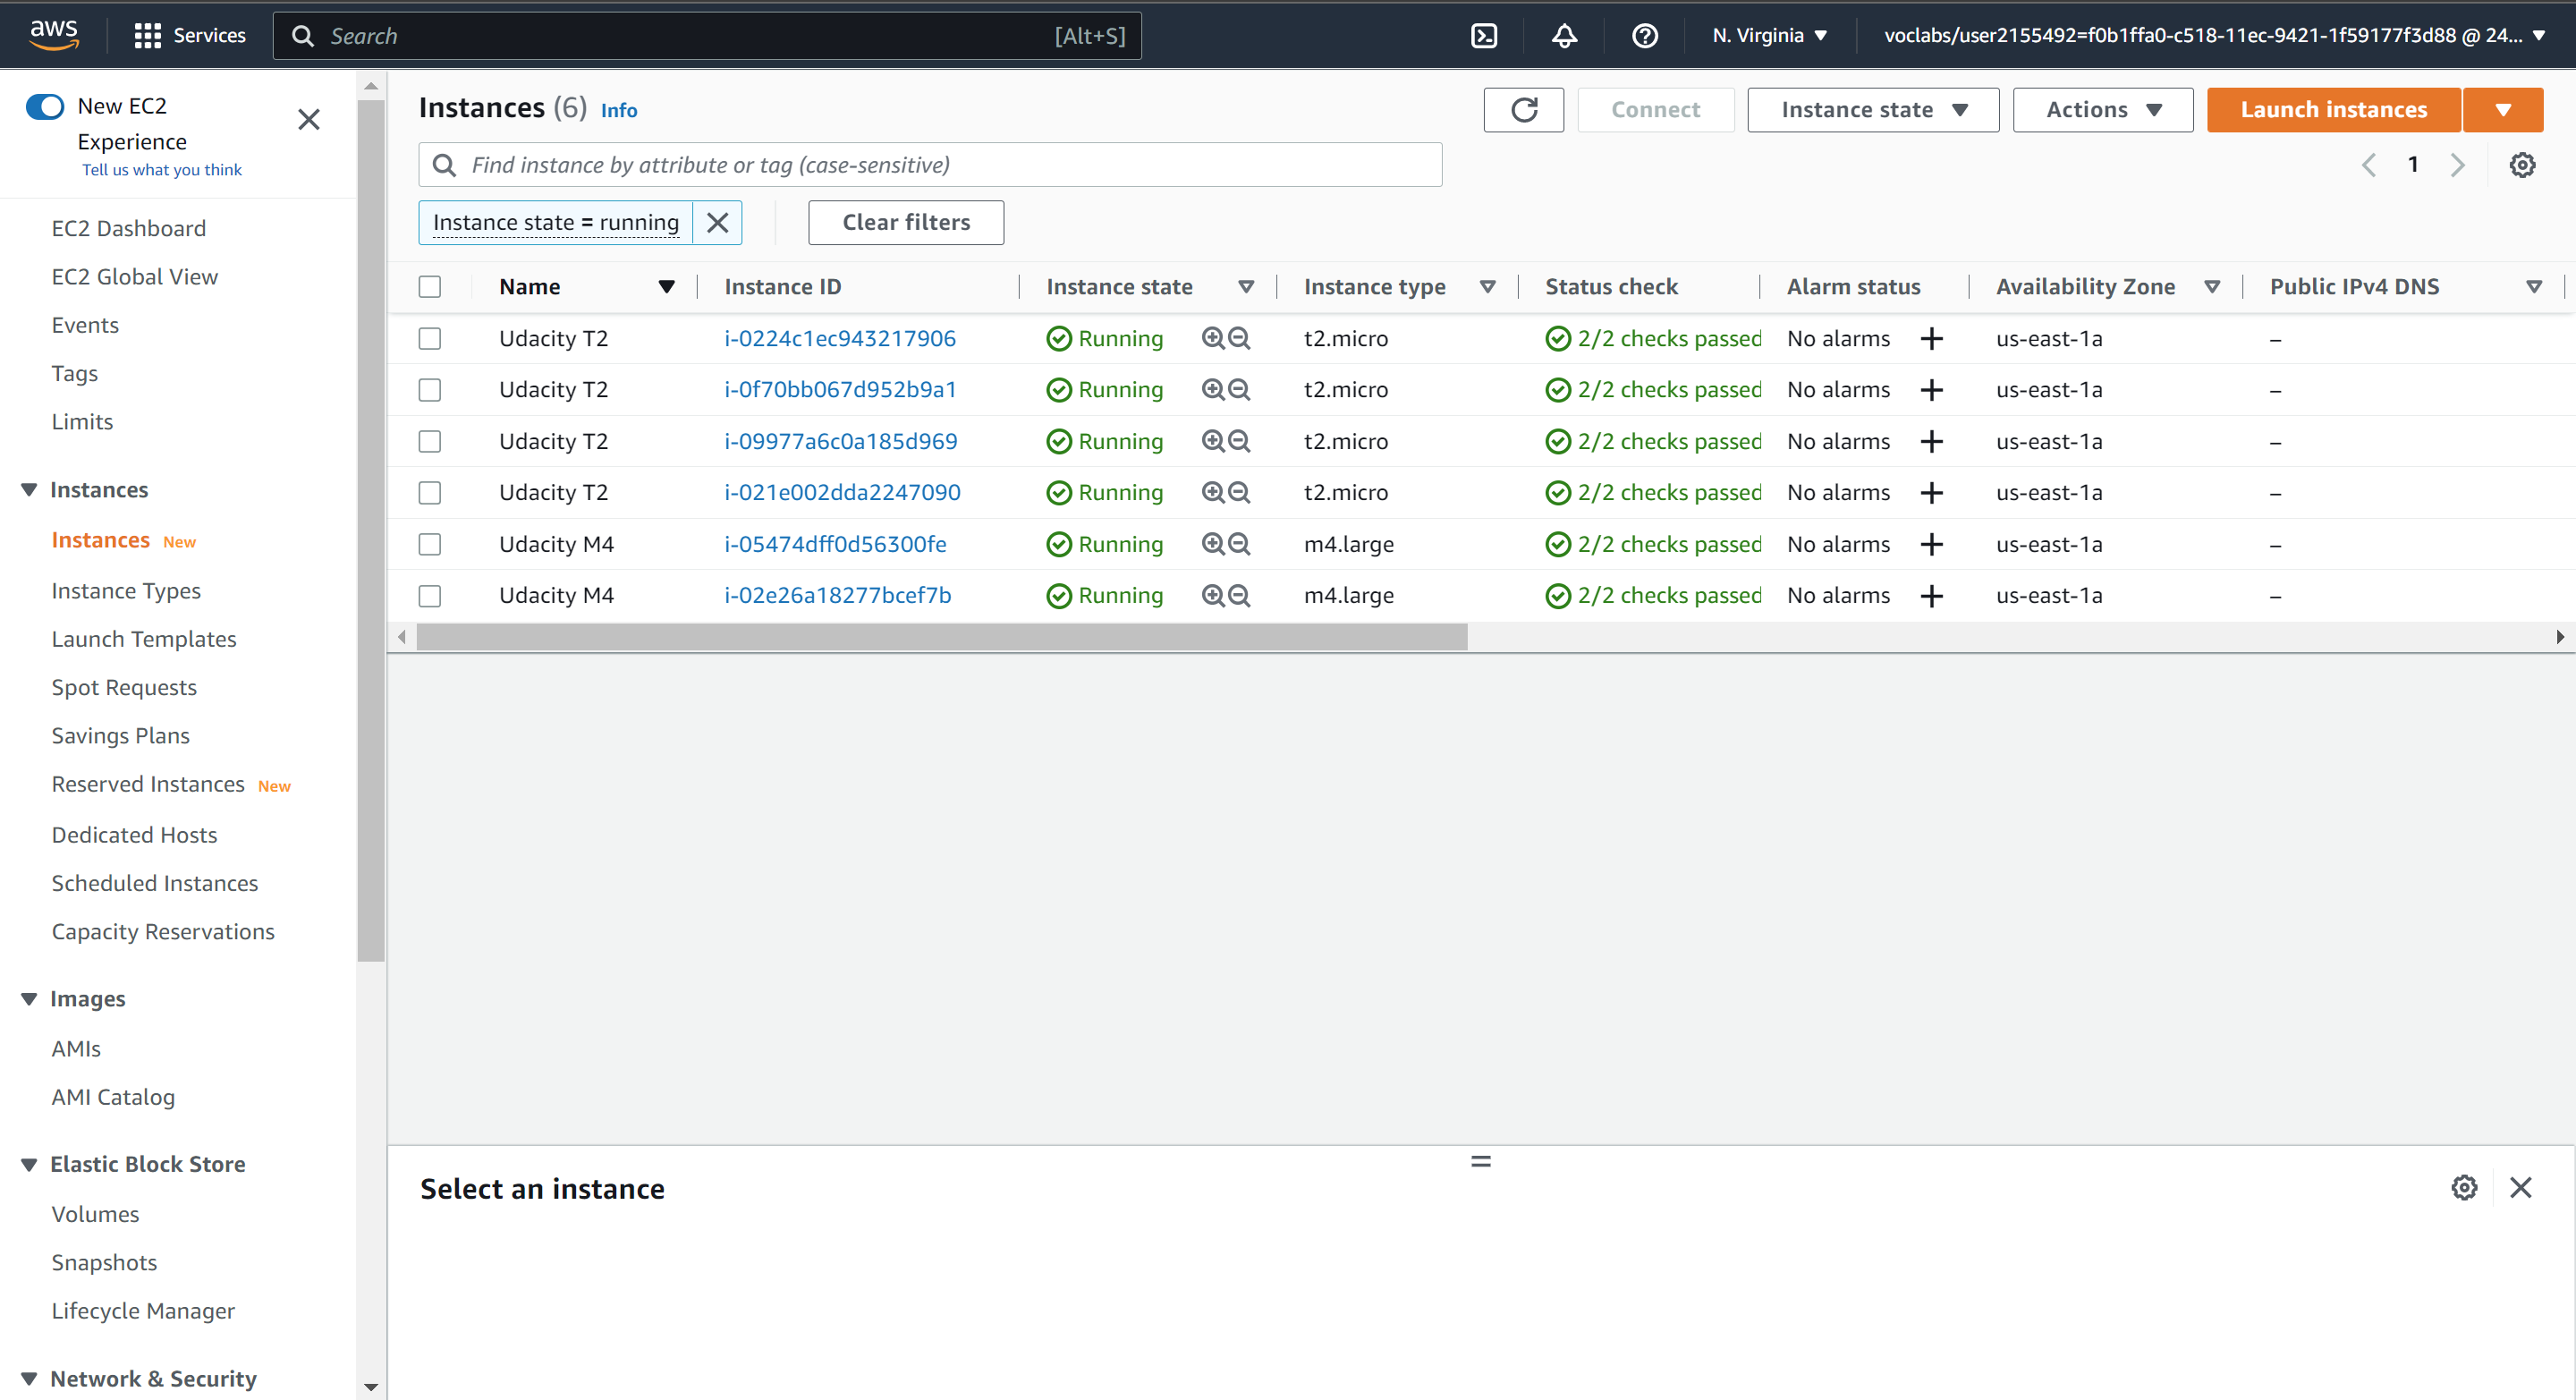 aws Services Search [Alt+S] N. Virginia voclabs/user2155492=f0b1ffa0-c518-11ec-9421-1f59177f3d88 @ 24...
New EC2
Experience
Tell us what you think
EC2 Dashboard
EC2 Global View
Events
Tags
Limits
Instances
Instances New
Instance Types
Launch Templates
Spot Requests
Savings Plans
Reserved Instances New
Dedicated Hosts
Scheduled Instances
Capacity Reservations
Images
AMIs
AMI Catalog
Elastic Block Store
Volumes
Snapshots
Lifecycle Manager
Network & Security
Instances (6) Info Connect Instance state Actions Launch instances
Find instance by attribute or tag (case-sensitive) 1
Instance state = running Clear filters
Name Instance ID Instance state Instance type Status check Alarm status Availability Zone Public IPv4 DNS
Udacity T2 i-0224c1ec943217906 Running t2.micro 2/2 checks passed No alarms + us-east-1a –
Udacity T2 i-0f70bb067d952b9a1 Running t2.micro 2/2 checks passed No alarms + us-east-1a –
Udacity T2 i-09977a6c0a185d969 Running t2.micro 2/2 checks passed No alarms + us-east-1a –
Udacity T2 i-021e002dda2247090 Running t2.micro 2/2 checks passed No alarms + us-east-1a –
Udacity M4 i-05474dff0d56300fe Running m4.large 2/2 checks passed No alarms + us-east-1a –
Udacity M4 i-02e26a18277bcef7b Running m4.large 2/2 checks passed No alarms + us-east-1a –
Select an instance